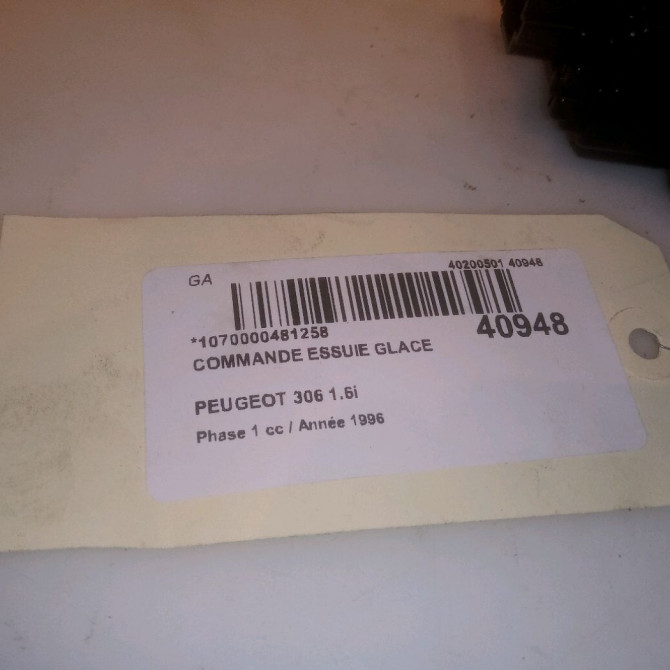 GA
40200501 40948
*1070000481258
40948
COMMANDE ESSUIE GLACE
PEUGEOT 306 1.6i
Phase 1 cc / Année 1996